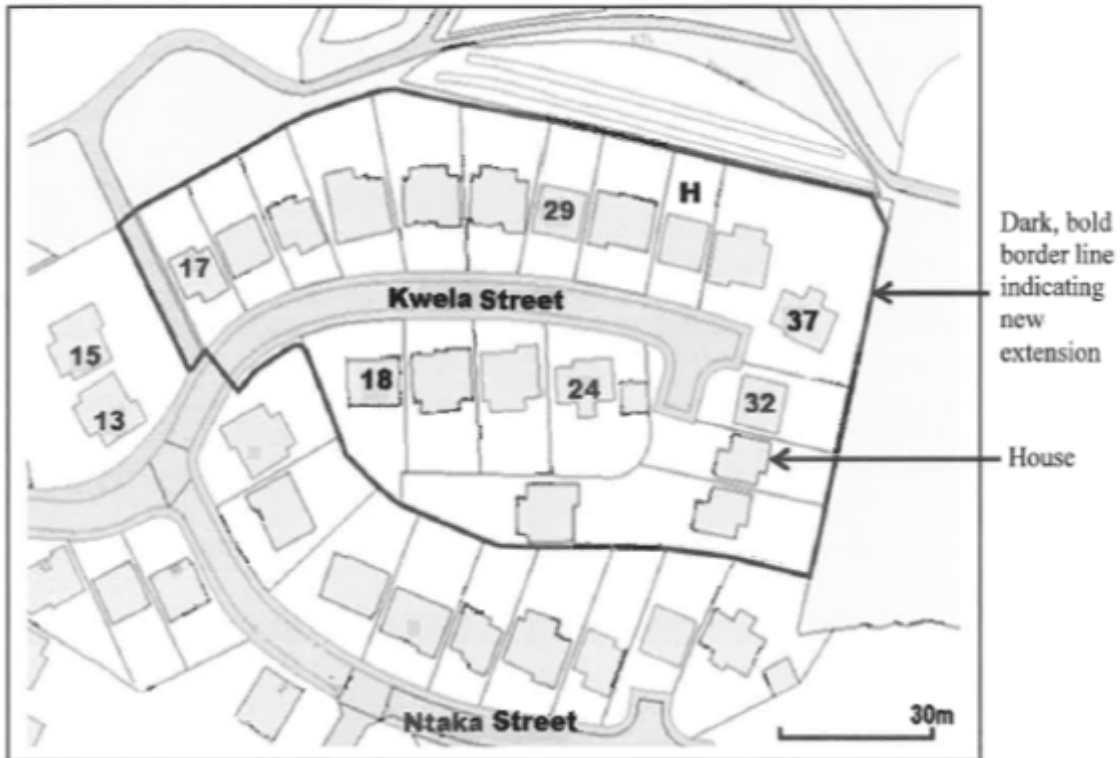 H
29
17
Kwela Street
37
15
18
24
32
13
Ntaka Street
30m
Dark, bold
border line
indicating
new
extension
House